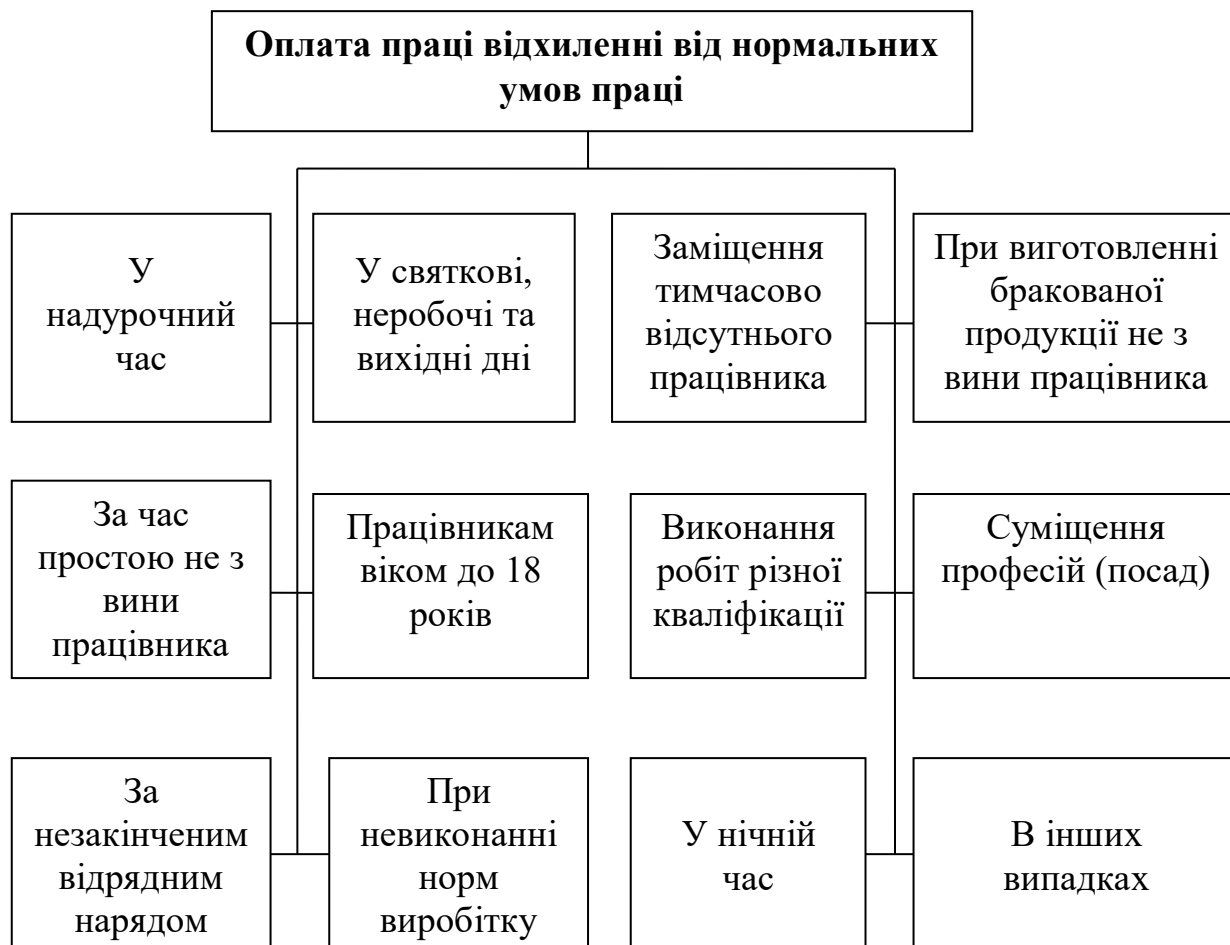 Оплата праці відхиленні від нормальних
умов праці
У
надурочний
час
У святкові,
неробочі та
вихідні дні
Заміщення
тимчасово
відсутнього
працівника
При виготовленні
бракованої
продукції не з
вини працівника
За час
простою не з
вини
працівника
Працівникам
віком до 18
років
Виконання
робіт різної
кваліфікації
Суміщення
професій (посад)
За
незакінченим
відрядним
нарядом
При
невиконанні
норм
виробітку
У нічній
час
В інших
випадках